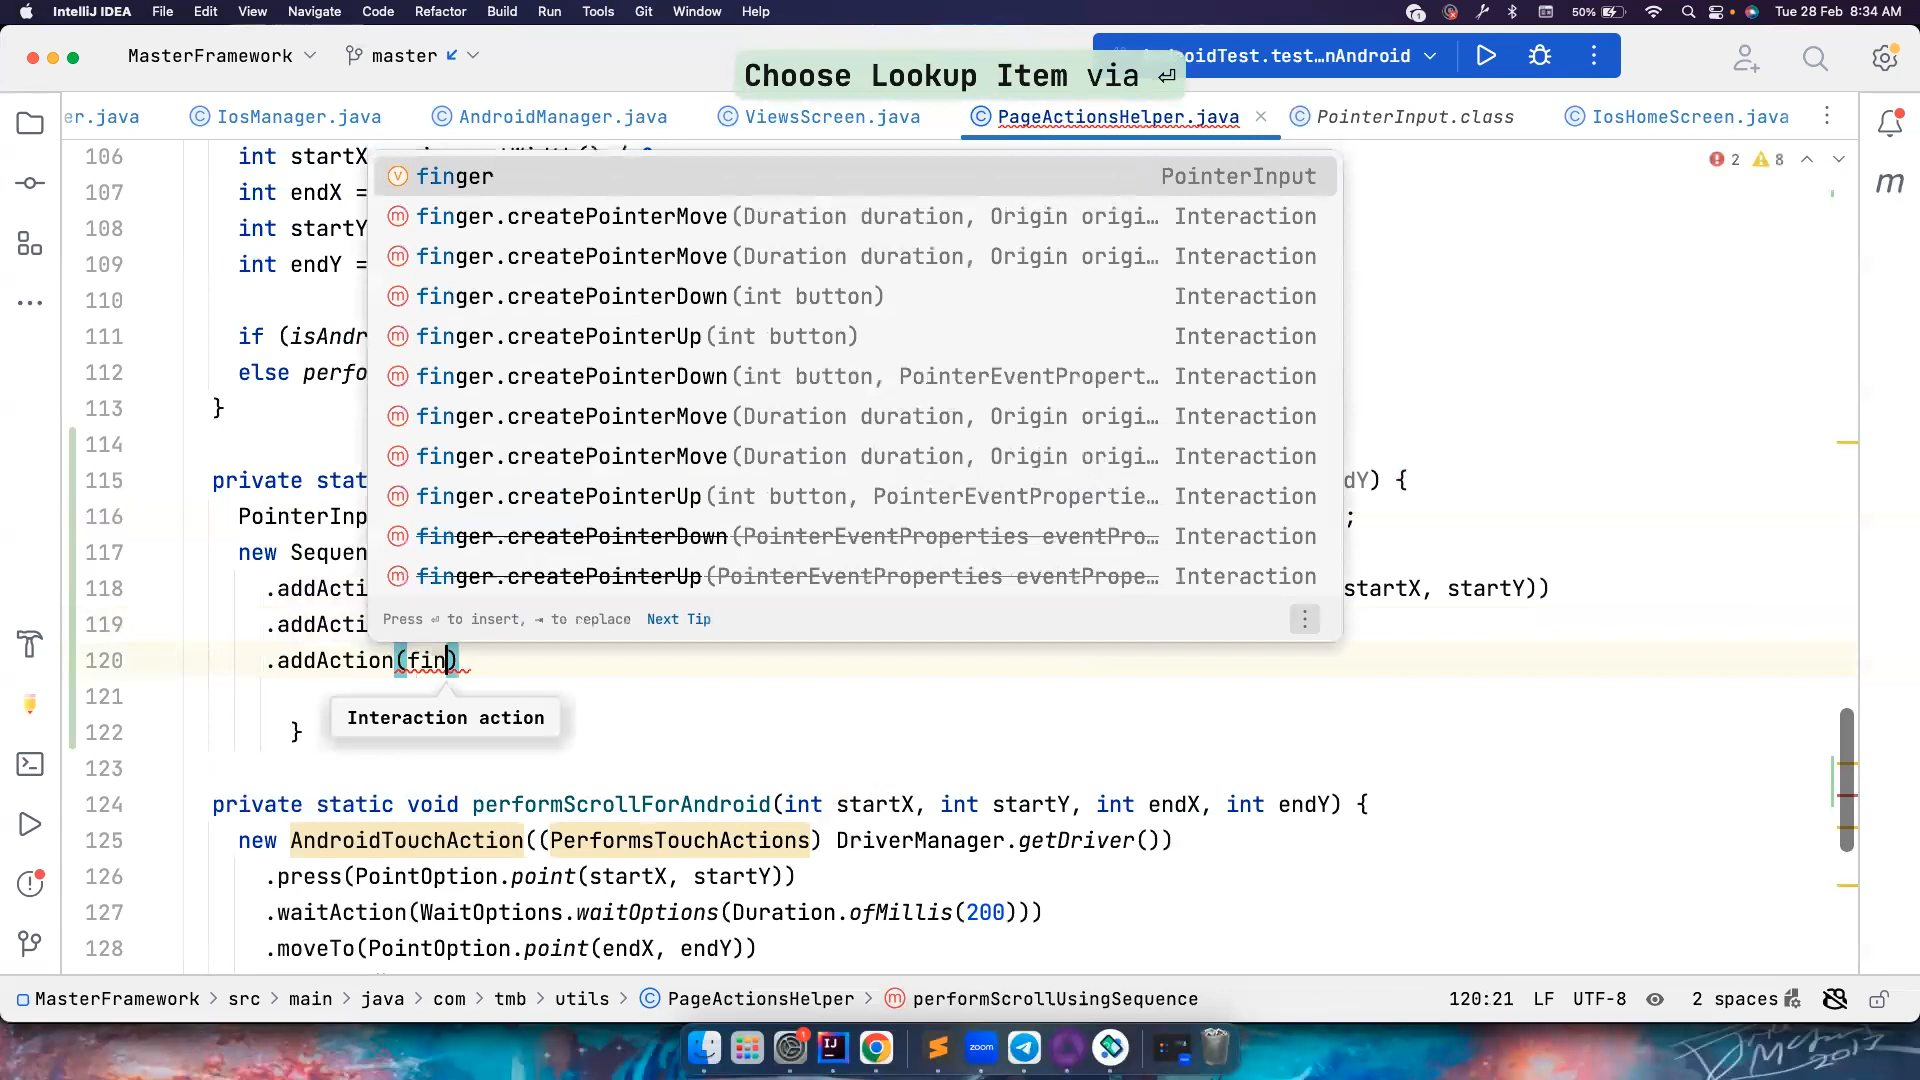 IntelliJ IDEA File Edit View Navigate Code Refactor Build Run Tools Git Window Help 1 50% Tue 28 Feb 8:34 AM
MasterFramework master oidTest.test…nAndroid
Choose Lookup Item via ⏎
er.java IosManager.java AndroidManager.java ViewsScreen.java PageActionsHelper.java PointerInput.class IosHomeScreen.java
2 8
106 int startX
107 int endX =
108 int startY
109 int endY =
110
111 if (isAndr
112 else perfo
113 }
114
115 private stat dY) {
116 PointerInp ;
117 new Sequen
118 .addActi startX, startY))
119 .addActi
120 .addAction(fin)
121
122 }
123
124 private static void performScrollForAndroid(int startX, int startY, int endX, int endY) {
125 new AndroidTouchAction((PerformsTouchActions) DriverManager.getDriver())
126 .press(PointOption.point(startX, startY))
127 .waitAction(WaitOptions.waitOptions(Duration.ofMillis(200)))
128 .moveTo(PointOption.point(endX, endY))
finger PointerInput
finger.createPointerMove(Duration duration, Origin origi… Interaction
finger.createPointerMove(Duration duration, Origin origi… Interaction
finger.createPointerDown(int button) Interaction
finger.createPointerUp(int button) Interaction
finger.createPointerDown(int button, PointerEventPropert… Interaction
finger.createPointerMove(Duration duration, Origin origi… Interaction
finger.createPointerMove(Duration duration, Origin origi… Interaction
finger.createPointerUp(int button, PointerEventPropertie… Interaction
finger.createPointerDown(PointerEventProperties eventPro… Interaction
finger.createPointerUp(PointerEventProperties eventPrope… Interaction
Press ⏎ to insert, ⇥ to replace Next Tip
Interaction action
MasterFramework > src > main > java > com > tmb > utils > PageActionsHelper > performScrollUsingSequence 120:21 LF UTF-8 2 spaces
1 zoom